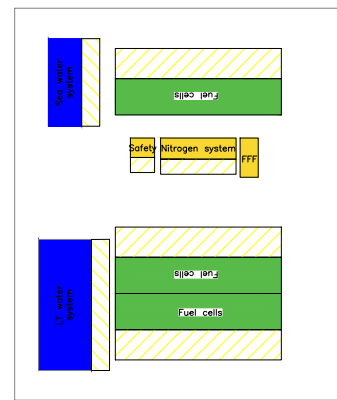 Sea water
system
Fuel cells
Safety
Nitrogen system
FFF
LT water
system
Fuel cells
Fuel cells